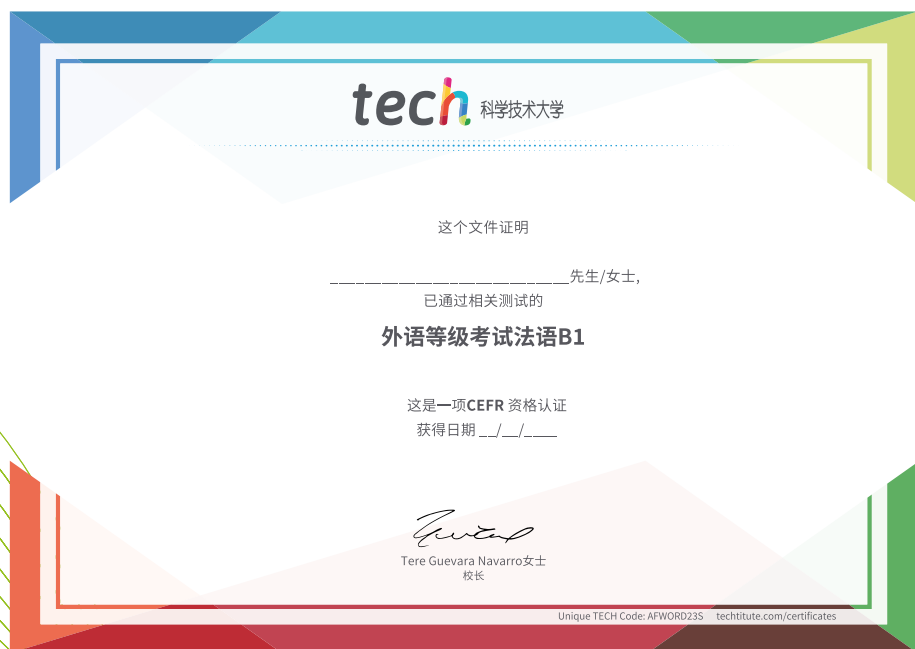 tech 科学技术大学
这个文件证明
______________________________先生/女士,
已通过相关测试的
外语等级考试法语B1
这是一项CEFR 资格认证
获得日期 __/__/____
Tere Guevara Navarro女士
校长
Unique TECH Code: AFWORD23S techtitute.com/certificates